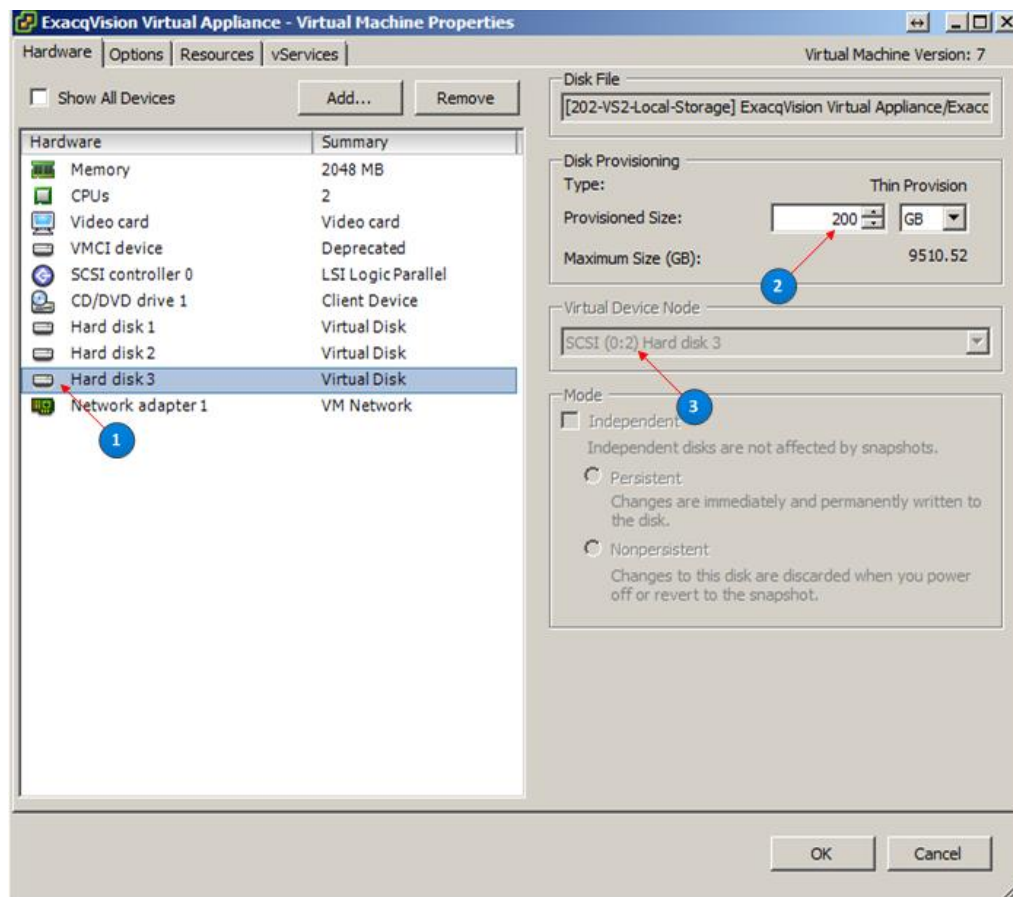 ExacqVision Virtual Appliance - Virtual Machine Properties
Hardware Options Resources vServices Virtual Machine Version: 7
Show All Devices Add... Remove
Hardware Summary
Memory 2048 MB
CPUs 2
Video card Video card
VMCI device Deprecated
SCSI controller 0 LSI Logic Parallel
CD/DVD drive 1 Client Device
Hard disk 1 Virtual Disk
Hard disk 2 Virtual Disk
Hard disk 3 Virtual Disk
Network adapter 1 VM Network
1
Disk File
[202-VS2-Local-Storage] ExacqVision Virtual Appliance/Exacc
Disk Provisioning
Type: Thin Provision
Provisioned Size: 200 GB
Maximum Size (GB): 9510.52
2
Virtual Device Node
SCSI (0:2) Hard disk 3
3
Mode
Independent
Independent disks are not affected by snapshots.
Persistent
Changes are immediately and permanently written to
the disk.
Nonpersistent
Changes to this disk are discarded when you power
off or revert to the snapshot.
OK Cancel